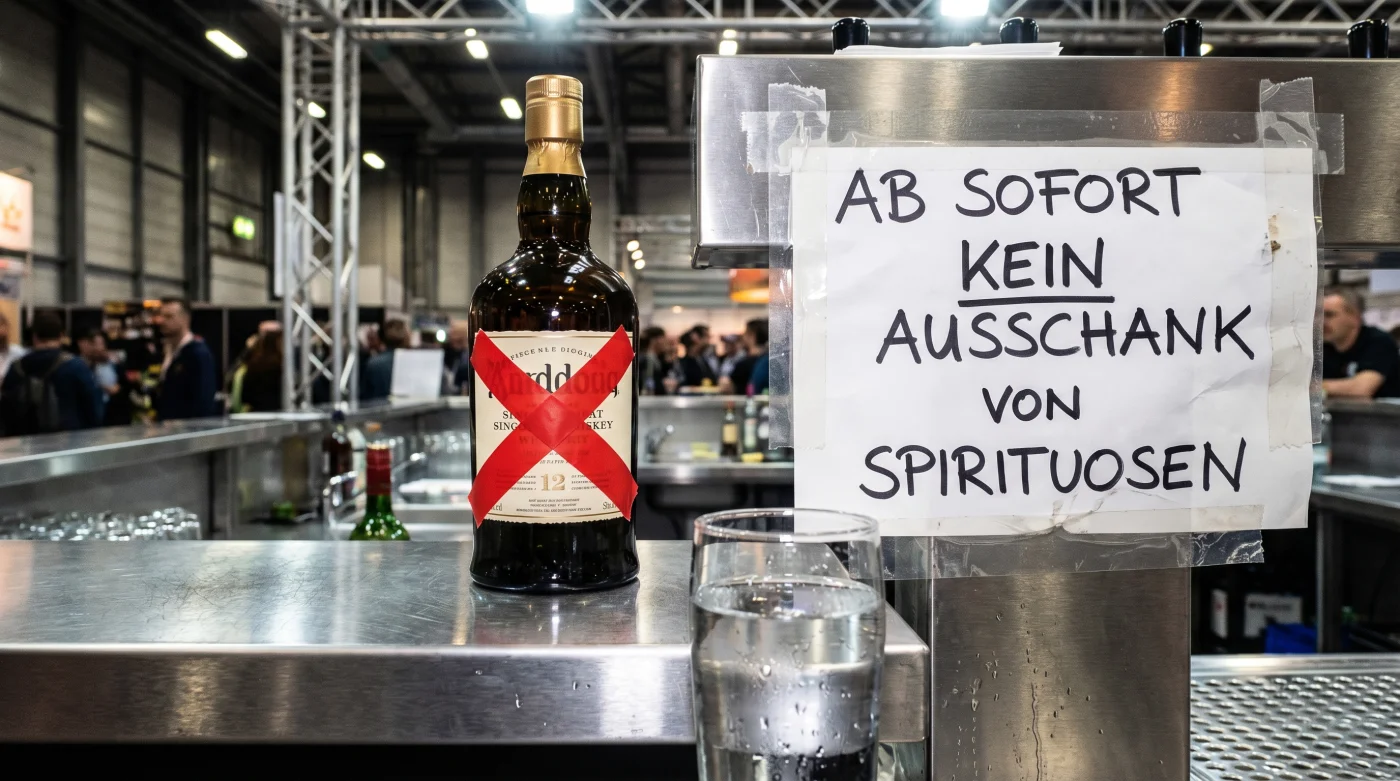 AB SOFORT
KEIN
AUSSCHANK
VON
SPIRITUOSEN
12